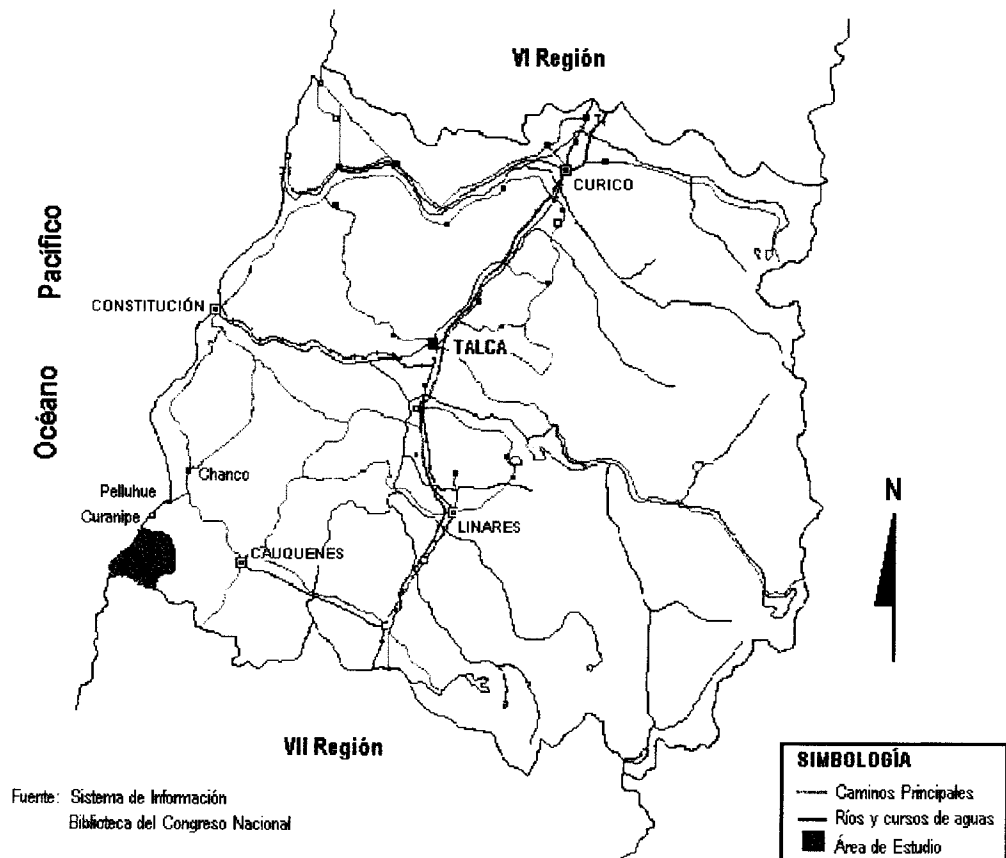 VI Región
CURICO
Océano Pacífico
CONSTITUCIÓN
TALCA
Chanco
Pelluhue
Curanipe
LINARES
CAUQUENES
N
VII Región
SIMBOLOGÍA
Caminos Principales
Ríos y cursos de aguas
Área de Estudio
Fuente: Sistema de Información
Biblioteca del Congreso Nacional